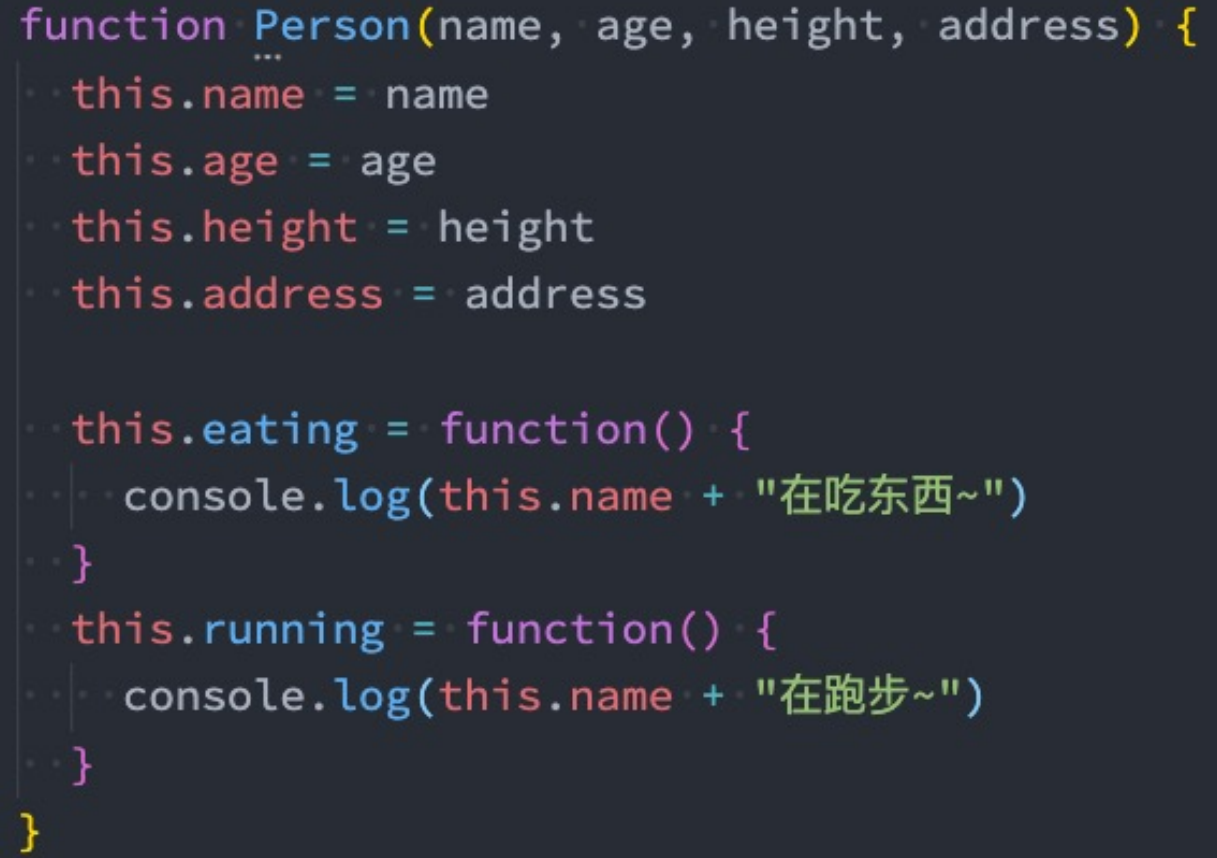 function Person(name, age, height, address) {
  this.name = name
  this.age = age
  this.height = height
  this.address = address

  this.eating = function() {
    console.log(this.name + "在吃东西~")
  }
  this.running = function() {
    console.log(this.name + "在跑步~")
  }
}